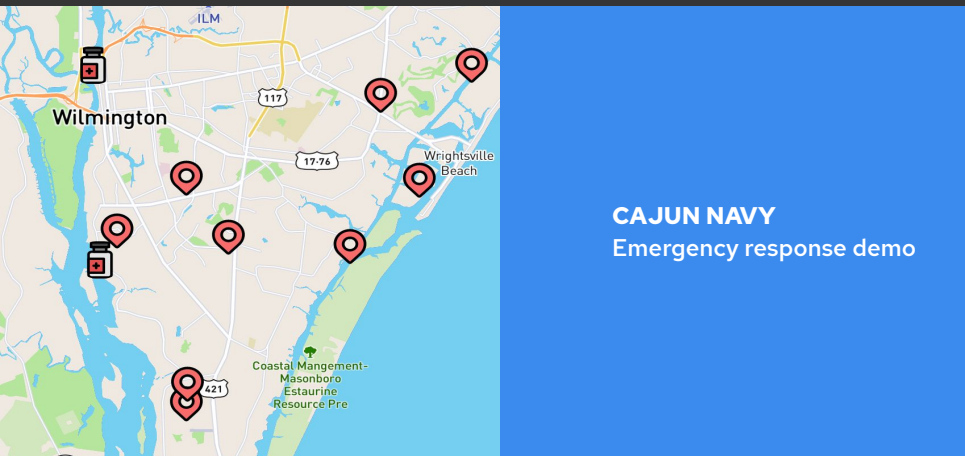 ILM
117
Wilmington
17-76
Wrightsville
Beach
421
Coastal Mangement-
Masonboro
Estaurine
Resource Pre
CAJUN NAVY
Emergency response demo